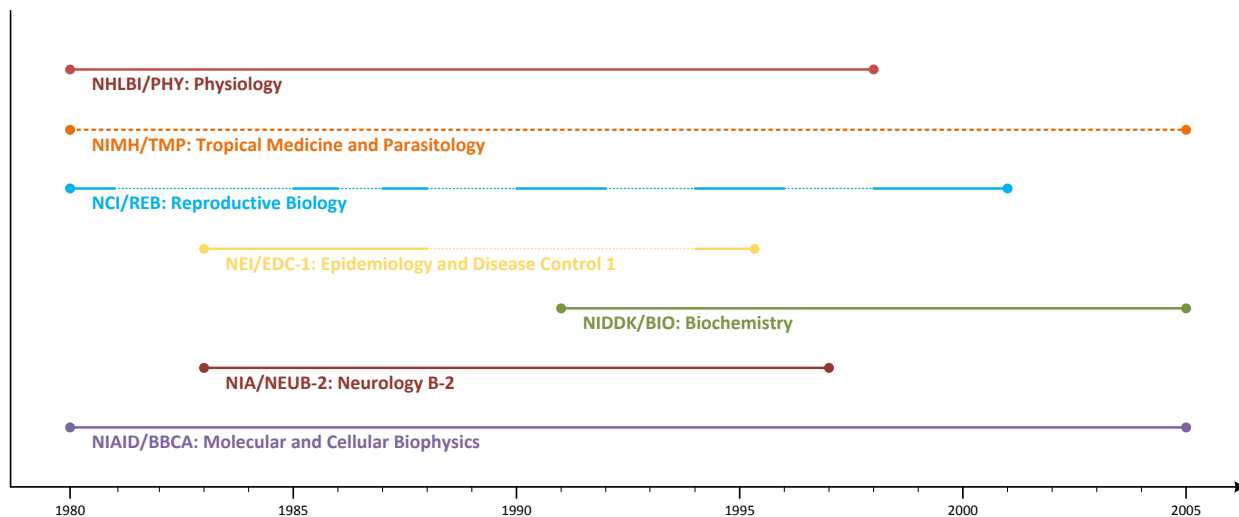 NHLBI/PHY: Physiology
NIMH/TMP: Tropical Medicine and Parasitology
NCI/REB: Reproductive Biology
NEI/EDC-1: Epidemiology and Disease Control 1
NIDDK/BIO: Biochemistry
NIA/NEUB-2: Neurology B-2
NIAID/BBCA: Molecular and Cellular Biophysics
1980 1985 1990 1995 2000 2005